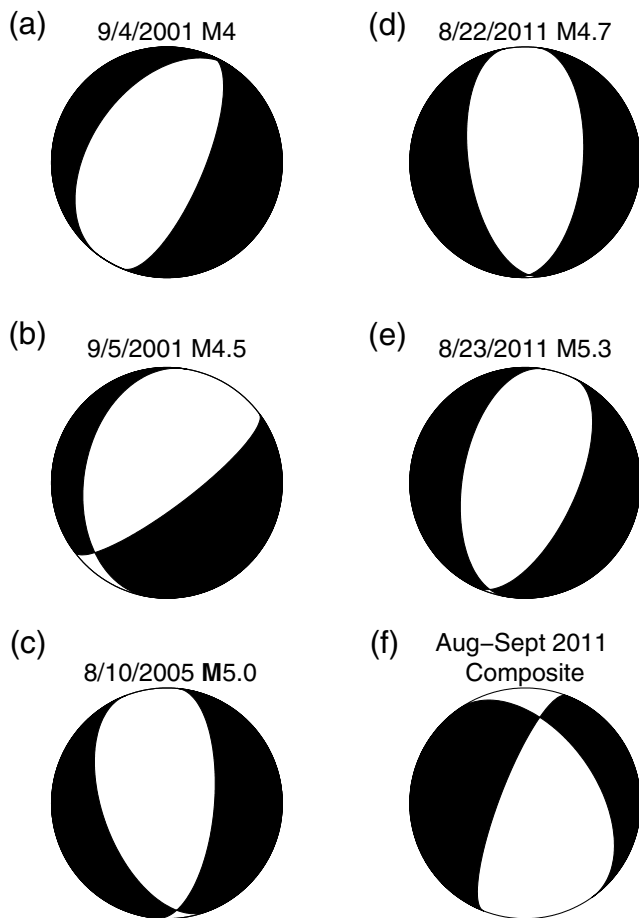 (a)
9/4/2001 M4
(b)
9/5/2001 M4.5
(c)
8/10/2005 M5.0
(d)
8/22/2011 M4.7
(e)
8/23/2011 M5.3
(f)
Aug–Sept 2011
Composite